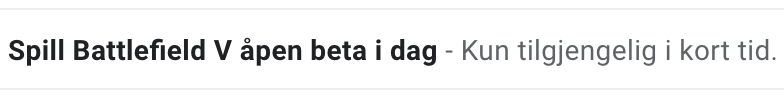 Spill Battlefield V åpen beta i dag - Kun tilgjengelig i kort tid.